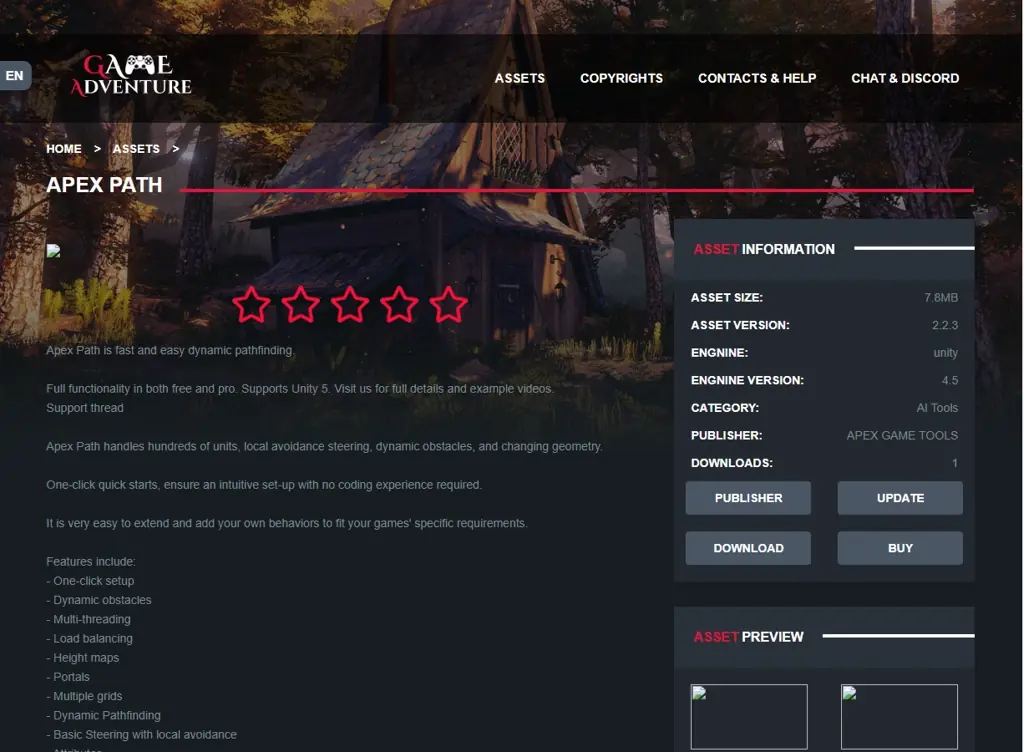 EN
GAME
ADVENTURE
ASSETS
COPYRIGHTS
CONTACTS & HELP
CHAT & DISCORD
HOME > ASSETS >
APEX PATH
Apex Path is fast and easy dynamic pathfinding.
Full functionality in both free and pro. Supports Unity 5. Visit us for full details and example videos.
Support thread
Apex Path handles hundreds of units, local avoidance steering, dynamic obstacles, and changing geometry.
One-click quick starts, ensure an intuitive set-up with no coding experience required.
It is very easy to extend and add your own behaviors to fit your games' specific requirements.
Features include:
- One-click setup
- Dynamic obstacles
- Multi-threading
- Load balancing
- Height maps
- Portals
- Multiple grids
- Dynamic Pathfinding
- Basic Steering with local avoidance
ASSET INFORMATION
ASSET SIZE: 7.8MB
ASSET VERSION: 2.2.3
ENGNINE: unity
ENGNINE VERSION: 4.5
CATEGORY: AI Tools
PUBLISHER: APEX GAME TOOLS
DOWNLOADS: 1
PUBLISHER
UPDATE
DOWNLOAD
BUY
ASSET PREVIEW